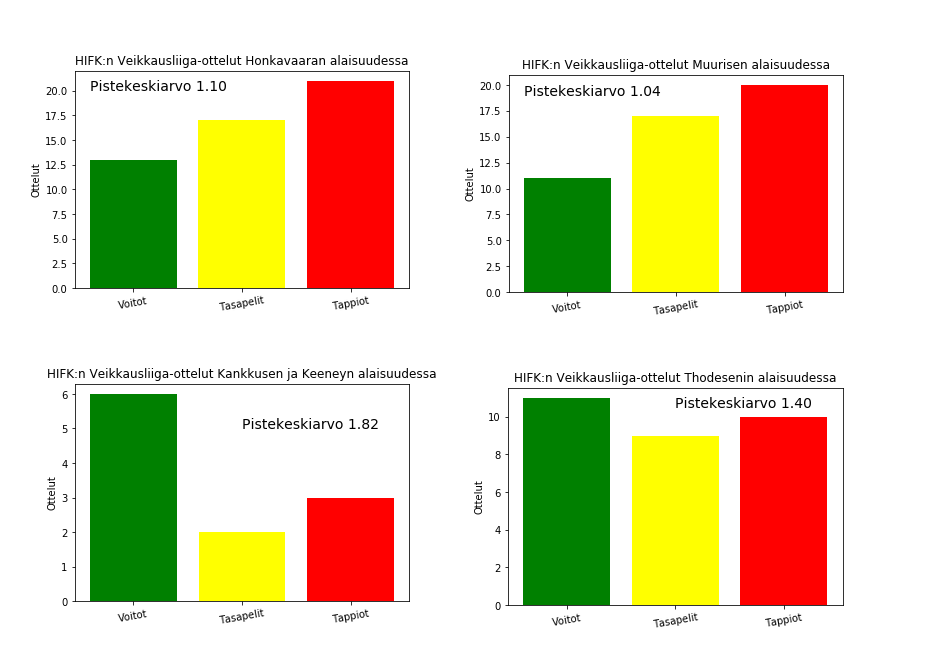 HIFK:n Veikkausliiga-ottelut Honkavaaran alaisuudessa
Pistekeskiarvo 1.10
Ottelut
20.0
17.5
15.0
12.5
10.0
7.5
5.0
2.5
0.0
Voitot Tasapelit Tappiot
HIFK:n Veikkausliiga-ottelut Muurisen alaisuudessa
Pistekeskiarvo 1.04
Ottelut
20.0
17.5
15.0
12.5
10.0
7.5
5.0
2.5
0.0
Voitot Tasapelit Tappiot
HIFK:n Veikkausliiga-ottelut Kankkusen ja Keeneyn alaisuudessa
Pistekeskiarvo 1.82
Ottelut
6
5
4
3
2
1
0
Voitot Tasapelit Tappiot
HIFK:n Veikkausliiga-ottelut Thodesenin alaisuudessa
Pistekeskiarvo 1.40
Ottelut
10
8
6
4
2
0
Voitot Tasapelit Tappiot